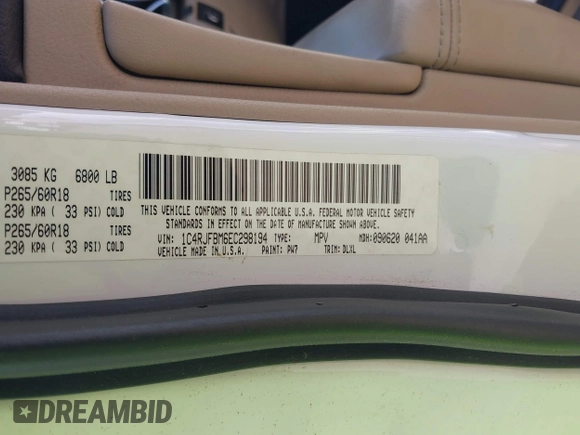 3085 KG 6800 LB
P265/60R18 TIRES
230 KPA ( 33 PSI) COLD
P265/60R18 TIRES
230 KPA ( 33 PSI) COLD
THIS VEHICLE CONFORMS TO ALL APPLICABLE U.S.A. FEDERAL MOTOR VEHICLE SAFETY
STANDARDS IN EFFECT ON THE DATE OF MANUFACTURE SHOWN ABOVE.
VIN: 1C4RJFBM6EC298194 TYPE: MPV MDH: 090620 041AA
VEHICLE MADE IN U.S.A. PAINT: PW7 TRIM: DLXL
DREAMBID